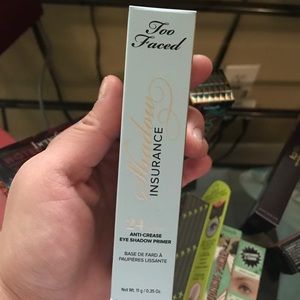 Too
Faced
Shadow
INSURANCE
24
ANTI-CREASE
EYE SHADOW PRIMER
BASE DE FARD À
PAUPIÈRES LISSANTE
Net Wt. 11 g / 0.35 Oz.